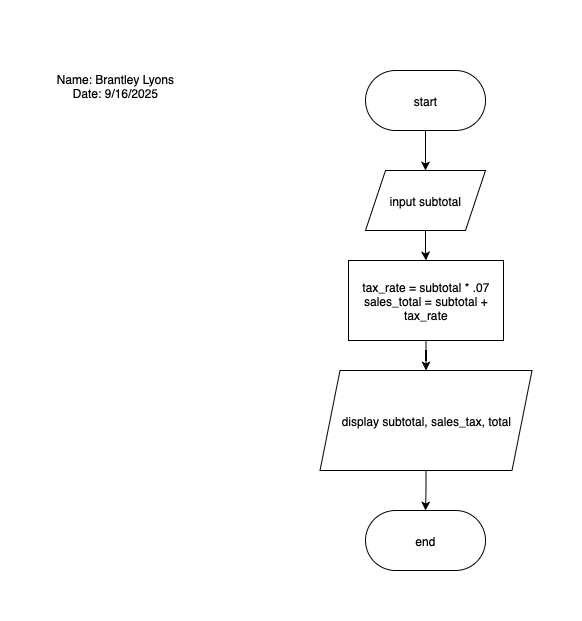 Name: Brantley Lyons
Date: 9/16/2025
start
input subtotal
tax_rate = subtotal * .07
sales_total = subtotal +
tax_rate
display subtotal, sales_tax, total
end